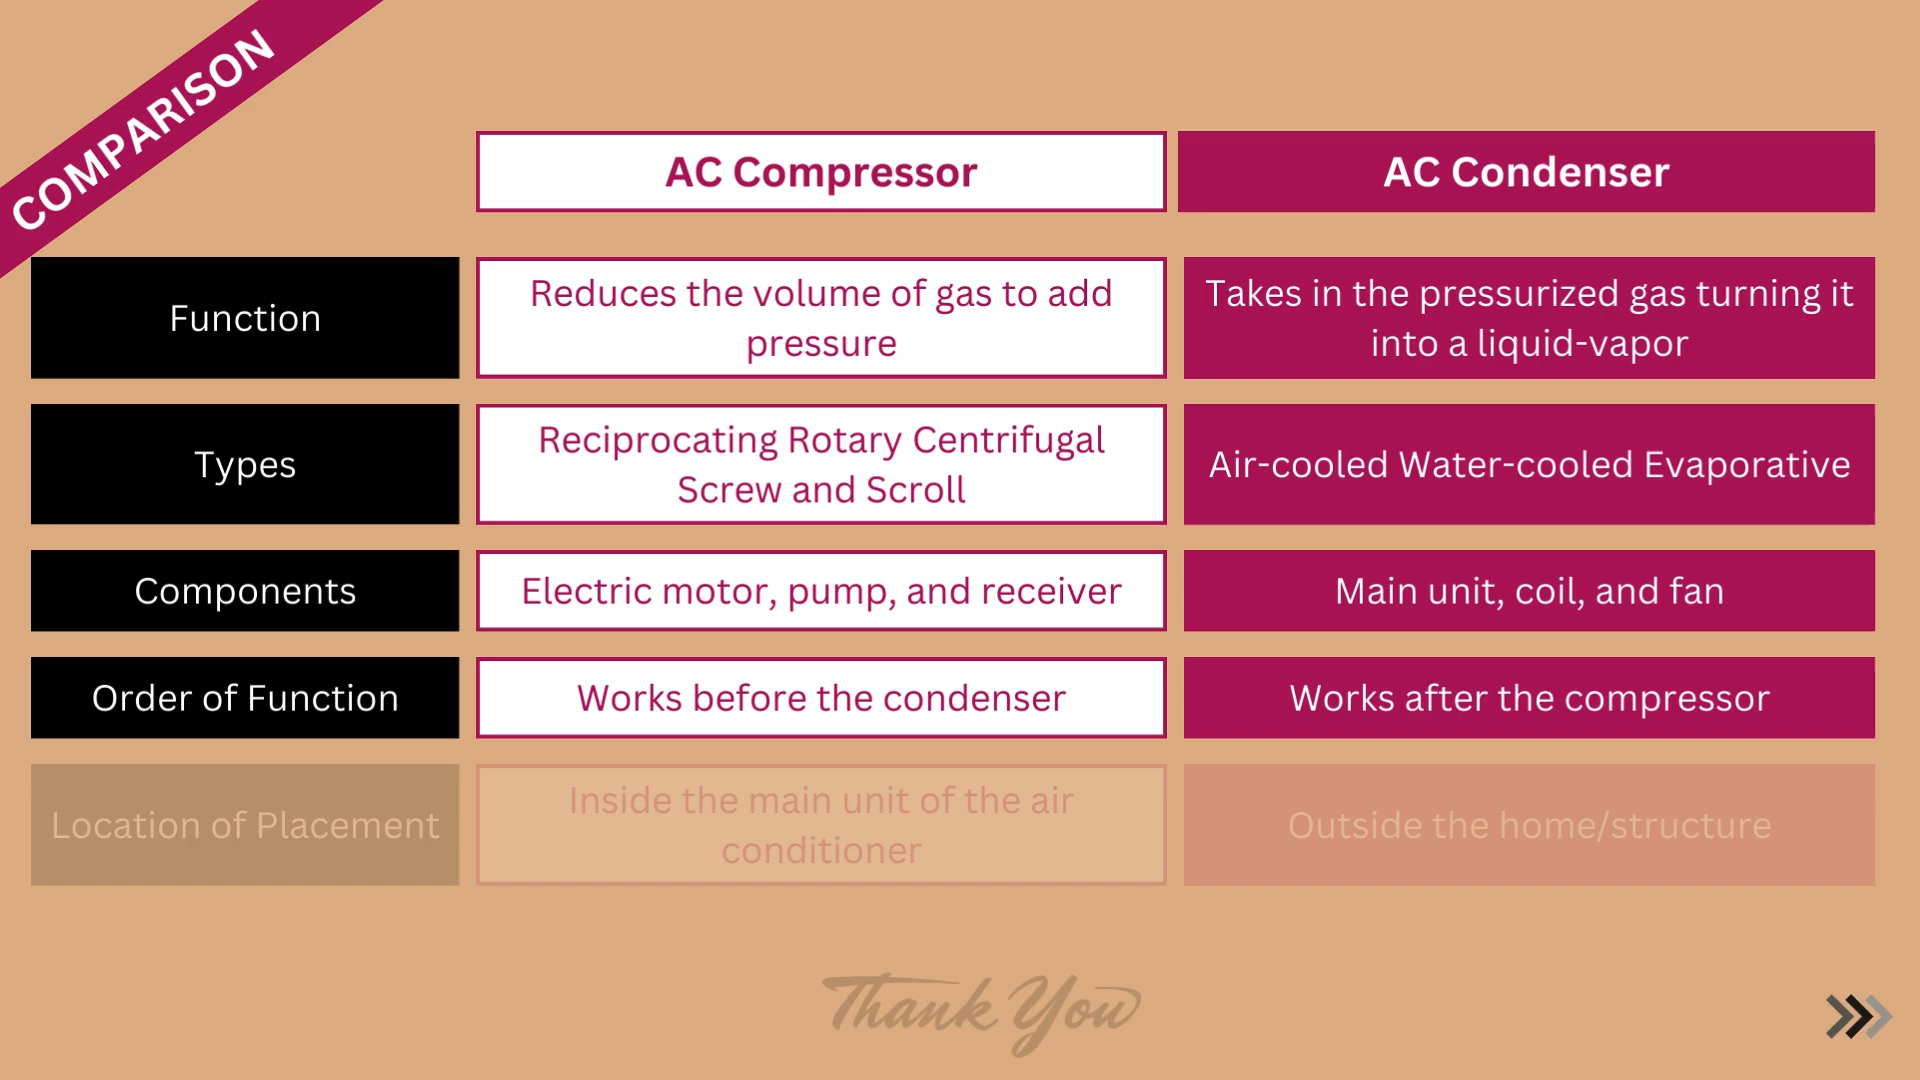 COMPARISON
AC Compressor
AC Condenser
Function
Reduces the volume of gas to add
pressure
Takes in the pressurized gas turning it
into a liquid-vapor
Types
Reciprocating Rotary Centrifugal
Screw and Scroll
Air-cooled Water-cooled Evaporative
Components
Electric motor, pump, and receiver
Main unit, coil, and fan
Order of Function
Works before the condenser
Works after the compressor
Location of Placement
Inside the main unit of the air
conditioner
Outside the home/structure
Thank You